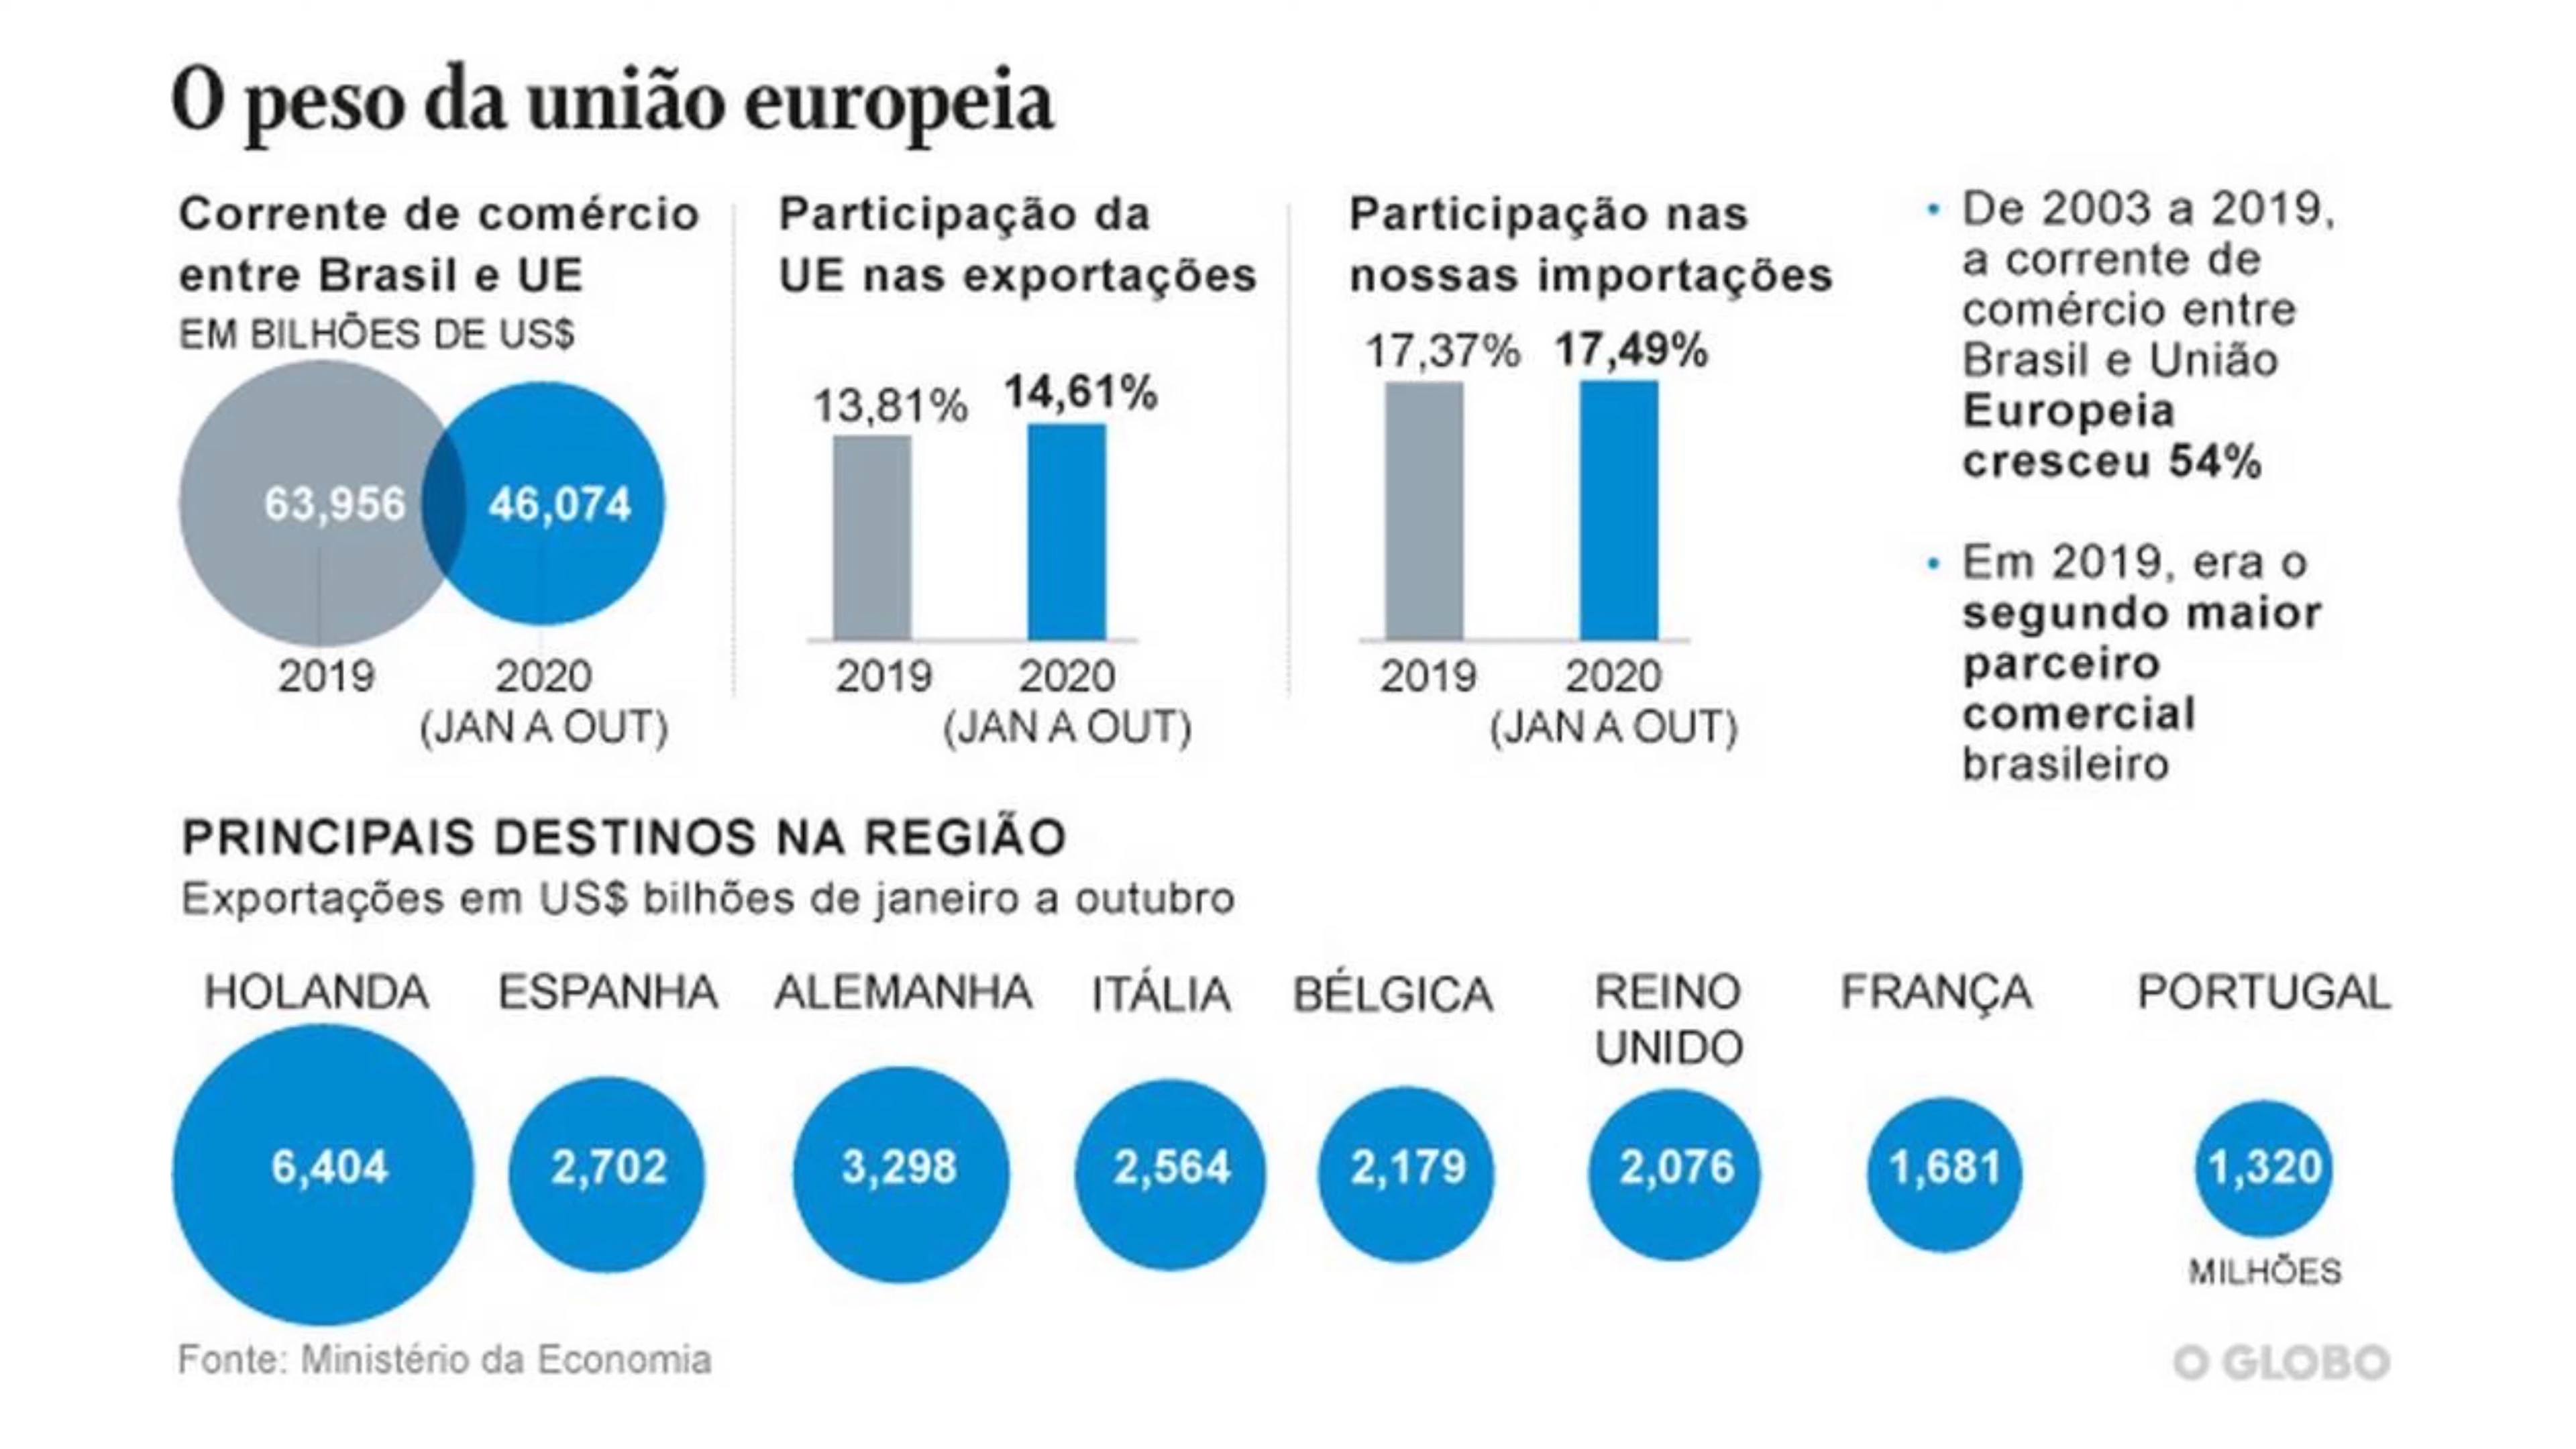 O peso da união europeia
Corrente de comércio
entre Brasil e UE
EM BILHÕES DE US$
63,956
46,074
2019
2020
(JAN A OUT)
Participação da
UE nas exportações
13,81%
14,61%
2019
2020
(JAN A OUT)
Participação nas
nossas importações
17,37%
17,49%
2019
2020
(JAN A OUT)
• De 2003 a 2019,
a corrente de
comércio entre
Brasil e União
Europeia
cresceu 54%
• Em 2019, era o
segundo maior
parceiro
comercial
brasileiro
PRINCIPAIS DESTINOS NA REGIÃO
Exportações em US$ bilhões de janeiro a outubro
HOLANDA
6,404
ESPANHA
2,702
ALEMANHA
3,298
ITÁLIA
2,564
BÉLGICA
2,179
REINO
UNIDO
2,076
FRANÇA
1,681
PORTUGAL
1,320
MILHÕES
Fonte: Ministério da Economia
O GLOBO